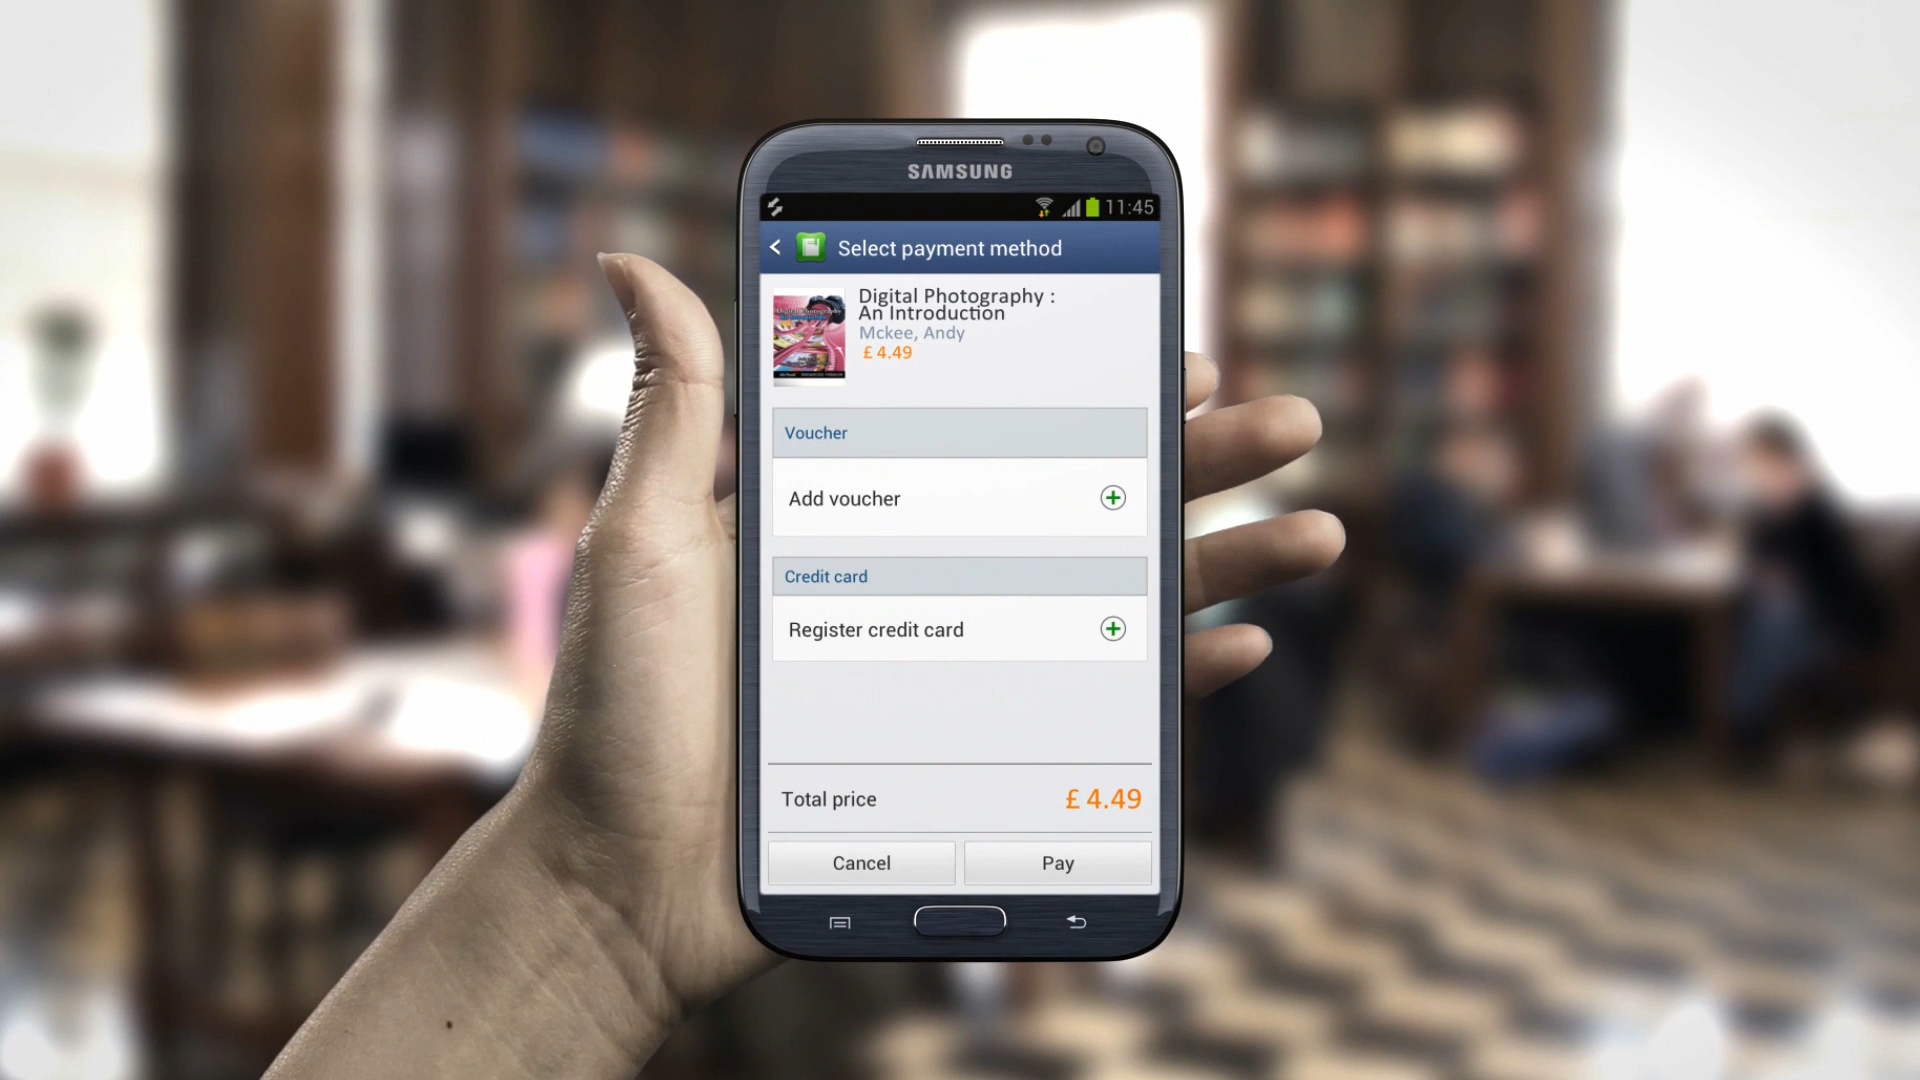 SAMSUNG
11:45
Select payment method
Digital Photography :
An Introduction
Mckee, Andy
£ 4.49
Voucher
Add voucher
Credit card
Register credit card
Total price £ 4.49
Cancel Pay